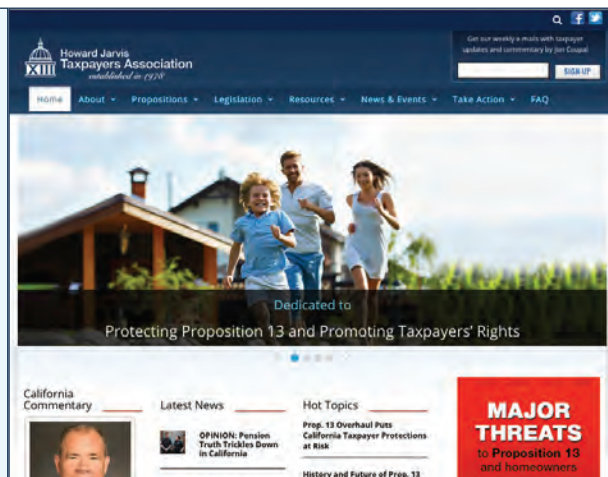 Get our weekly e-mails with taxpayer
updates and commentary by Jon Coupal
SIGN UP
Howard Jarvis
Taxpayers Association
established in 1978
XIII
Home About Propositions Legislation Resources News & Events Take Action FAQ
Dedicated to
Protecting Proposition 13 and Promoting Taxpayers' Rights
California
Commentary
Latest News
OPINION: Pension
Truth Trickles Down
in California
Hot Topics
Prop. 13 Overhaul Puts
California Taxpayer Protections
at Risk
History and Future of Prop. 13
MAJOR
THREATS
to Proposition 13
and homeowners